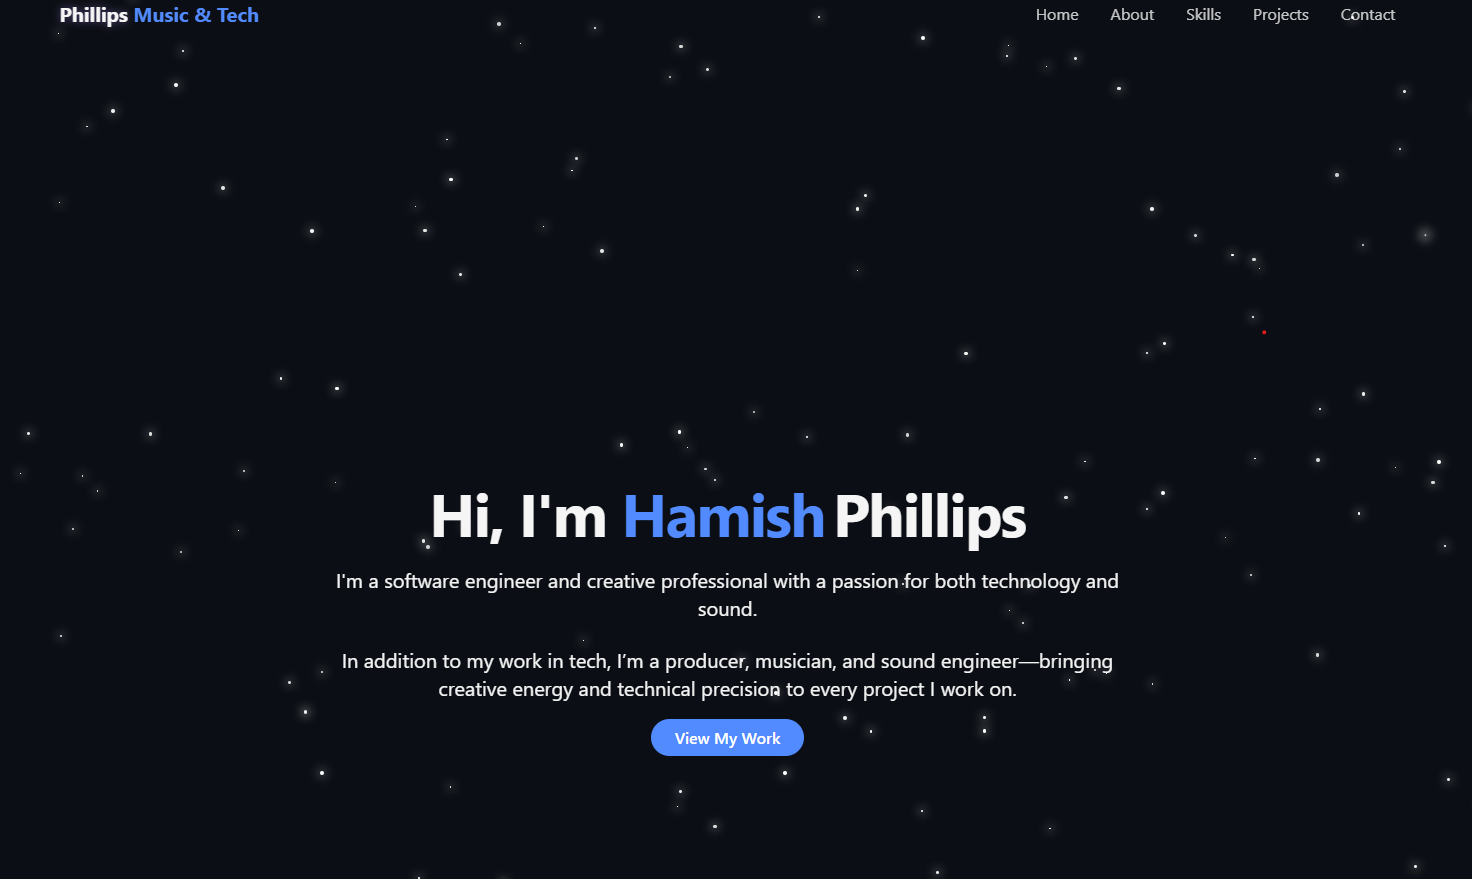 Phillips Music & Tech
Home About Skills Projects Contact
Hi, I'm Hamish Phillips
I'm a software engineer and creative professional with a passion for both technology and
sound.
In addition to my work in tech, I’m a producer, musician, and sound engineer—bringing
creative energy and technical precision to every project I work on.
View My Work